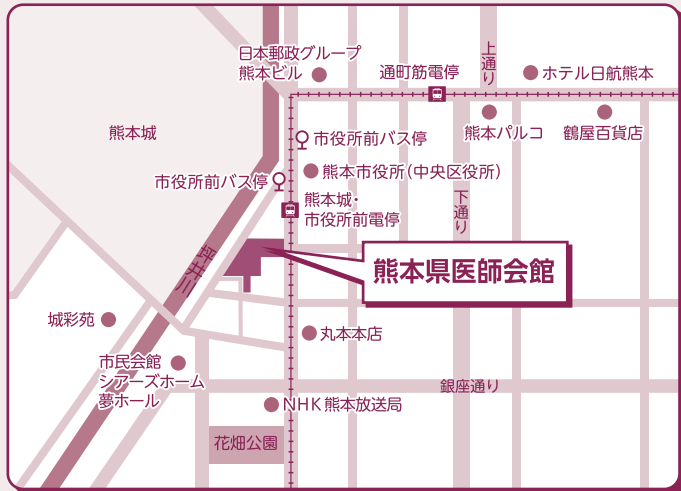 日本郵政グループ
熊本ビル
上通り
通町筋電停
ホテル日航熊本
熊本城
市役所前バス停
熊本パルコ
鶴屋百貨店
市役所前バス停
熊本市役所(中央区役所)
熊本城・
市役所前電停
下通り
坪井川
熊本県医師会館
城彩苑
丸本本店
市民会館
シアーズホーム
夢ホール
銀座通り
NHK熊本放送局
花畑公園